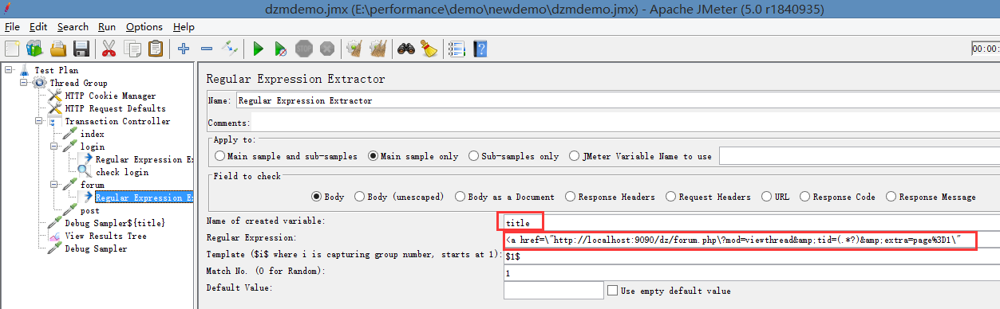 dzmdemo.jmx (E:\performance\demo\newdemo\dzmdemo.jmx) - Apache JMeter (5.0 r1840935)
File Edit Search Run Options Help
00:00:
Test Plan
Thread Group
HTTP Cookie Manager
HTTP Request Defaults
Transaction Controller
index
login
Regular Expression Ex
check login
forum
Regular Expression Ex
post
Debug Sampler${title}
View Results Tree
Debug Sampler
Regular Expression Extractor
Name: Regular Expression Extractor
Comments:
Apply to:
Main sample and sub-samples Main sample only Sub-samples only JMeter Variable Name to use
Field to check
Body Body (unescaped) Body as a Document Response Headers Request Headers URL Response Code Response Message
Name of created variable: title
Regular Expression: <a href=\"http://localhost:9090/dz/forum.php\?mod=viewthread&amp;tid=(.*?)&amp;extra=page%3D1\"
Template ($i$ where i is capturing group number, starts at 1): $1$
Match No. (0 for Random): 1
Default Value: Use empty default value